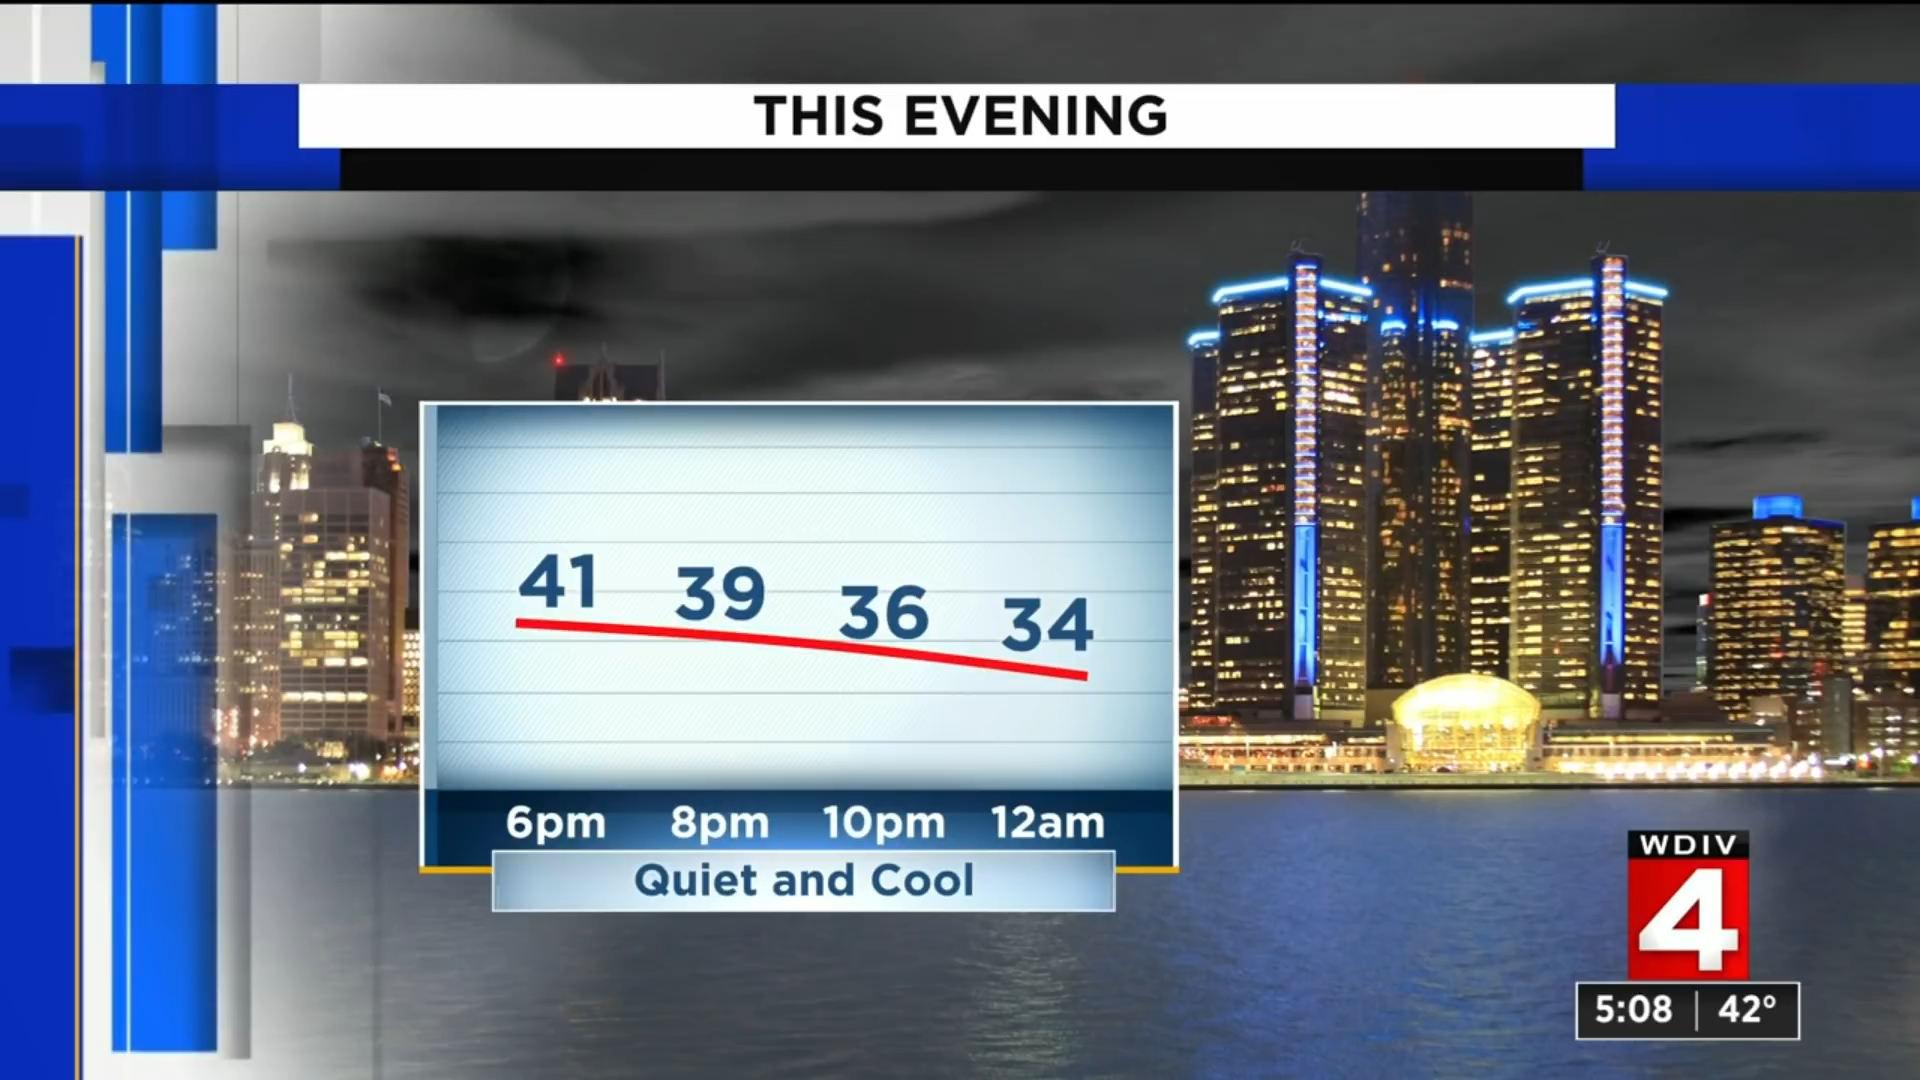 THIS EVENING
41 39 36 34
6pm 8pm 10pm 12am
Quiet and Cool
WDIV
4
5:08 42°